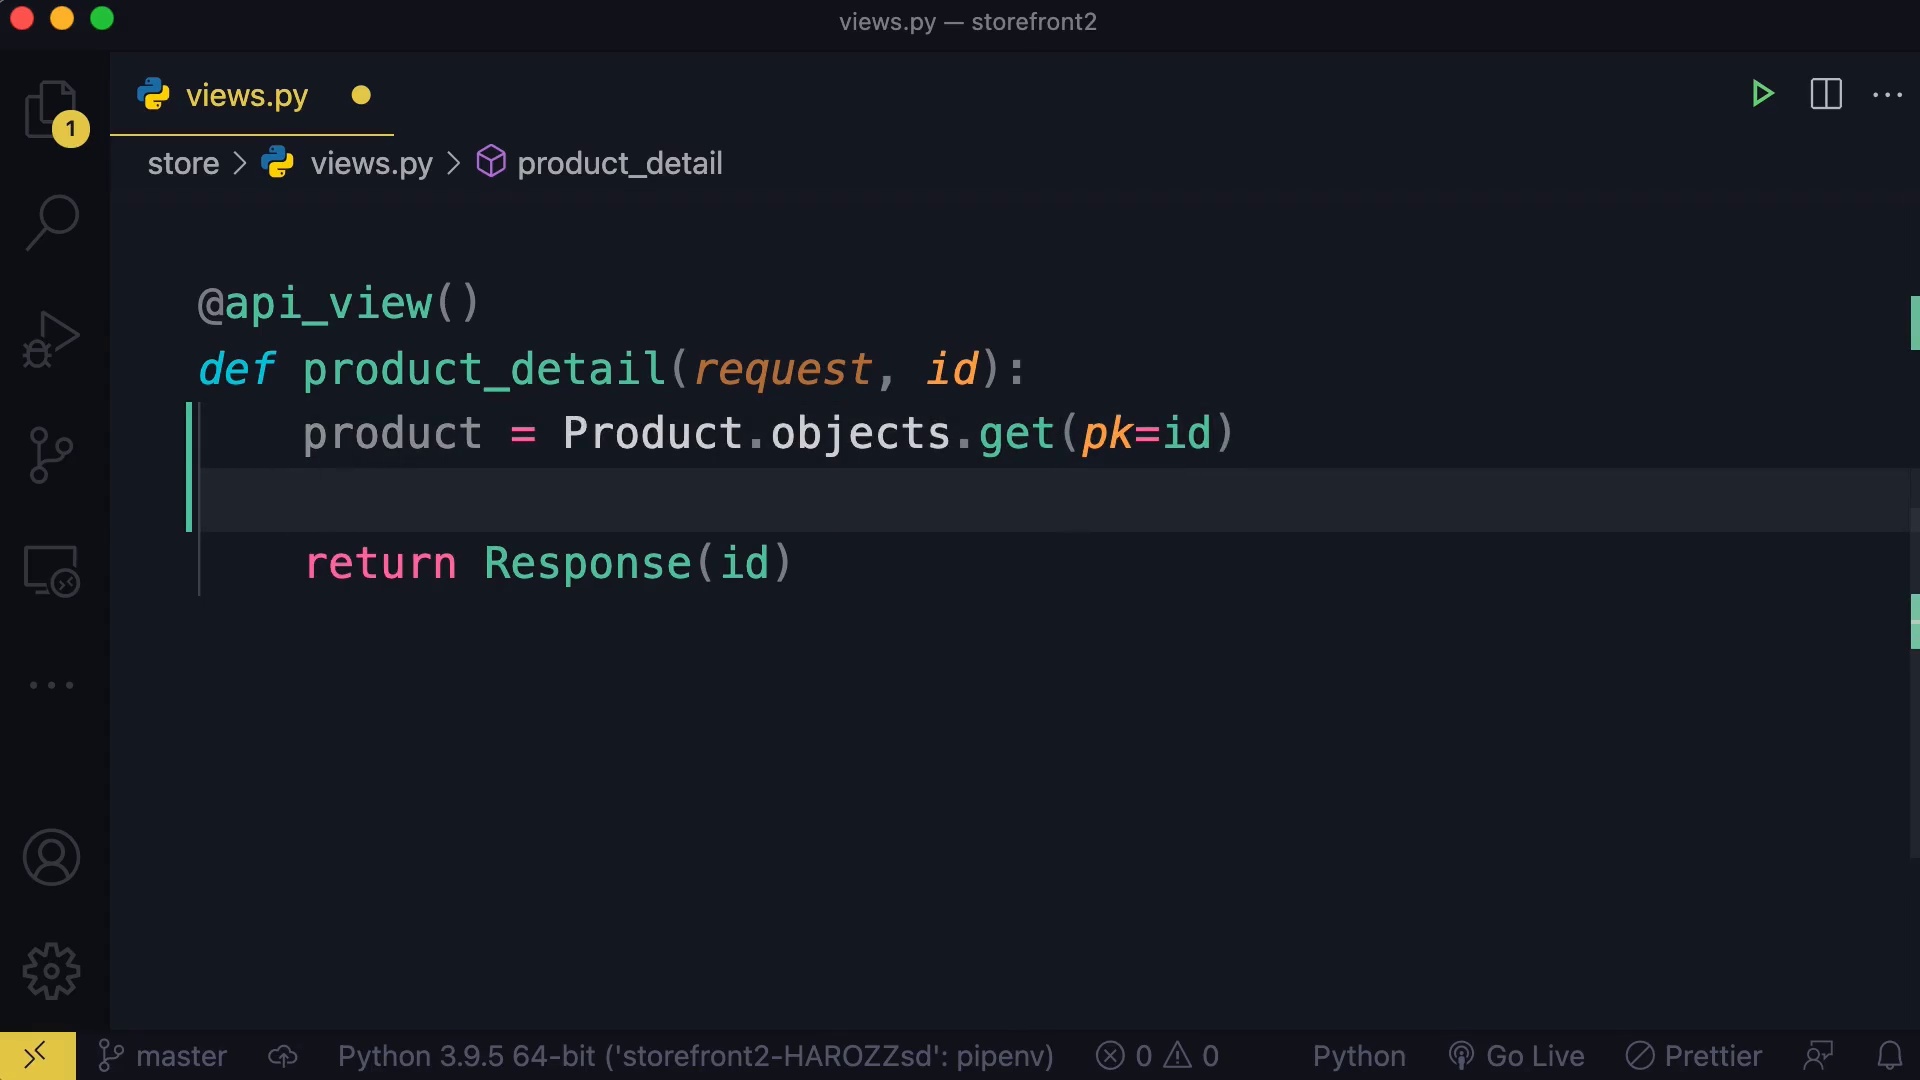 views.py — storefront2
views.py
1
store > views.py > product_detail
@api_view()
def product_detail(request, id):
    product = Product.objects.get(pk=id)
    return Response(id)
master Python 3.9.5 64-bit ('storefront2-HAROZZsd': pipenv) 0 0 Python Go Live Prettier